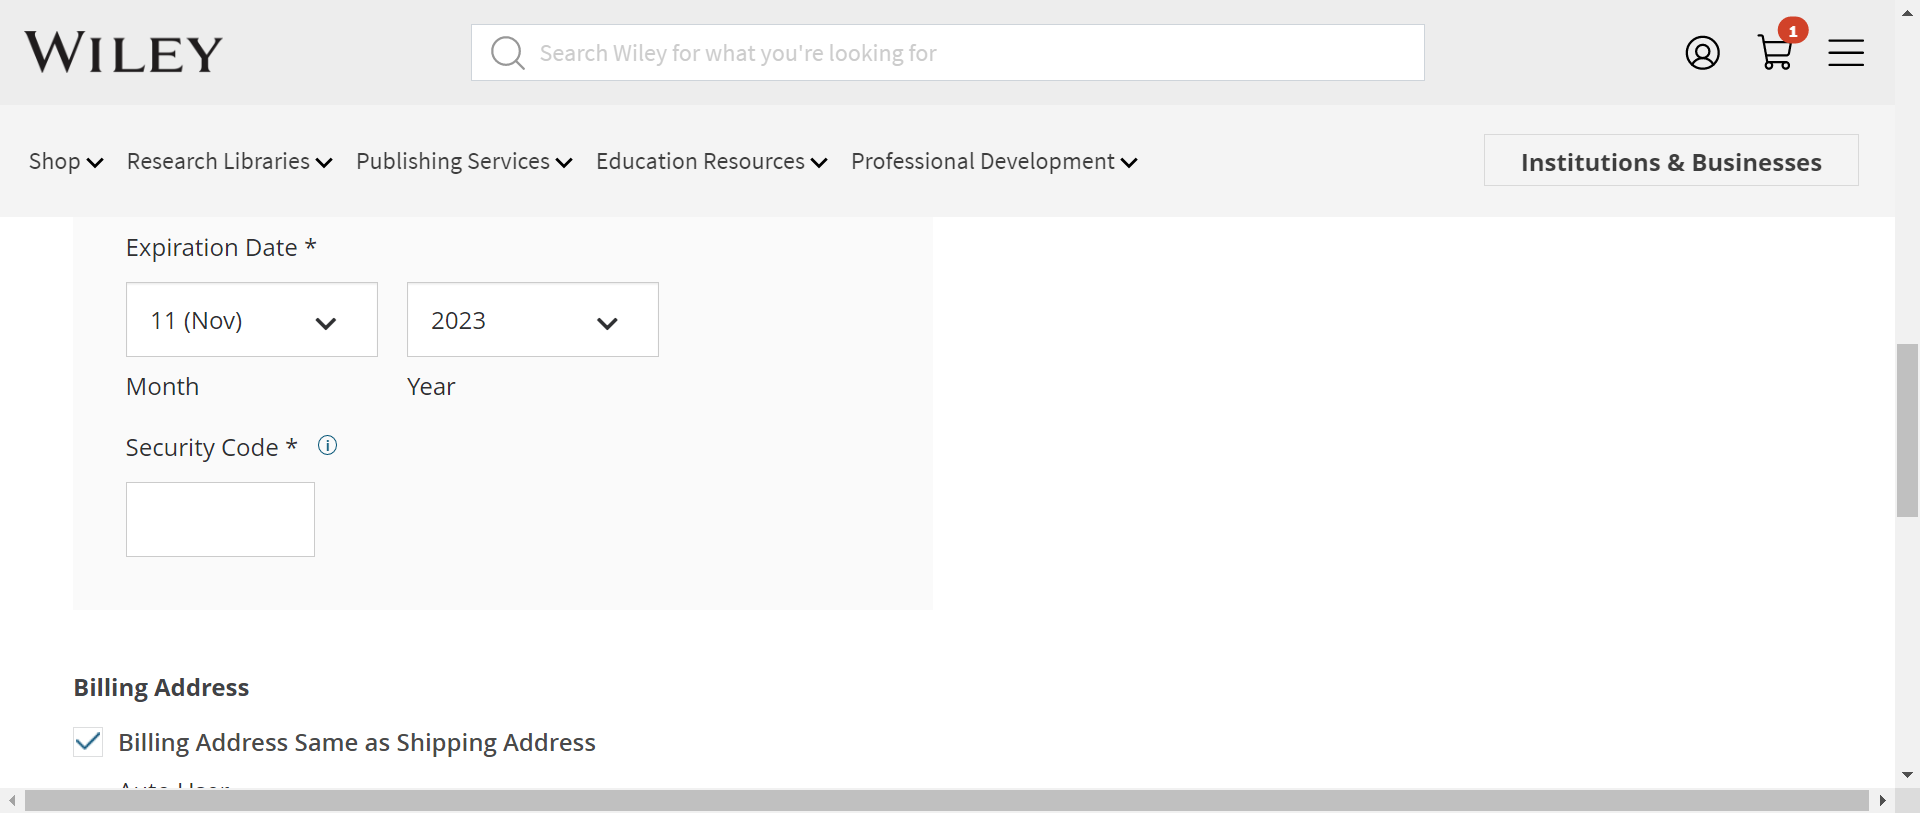 WILEY
Search Wiley for what you're looking for
1
Shop Research Libraries Publishing Services Education Resources Professional Development
Institutions & Businesses
Expiration Date *
11 (Nov) 2023
Month Year
Security Code *
Billing Address
Billing Address Same as Shipping Address
Auto User